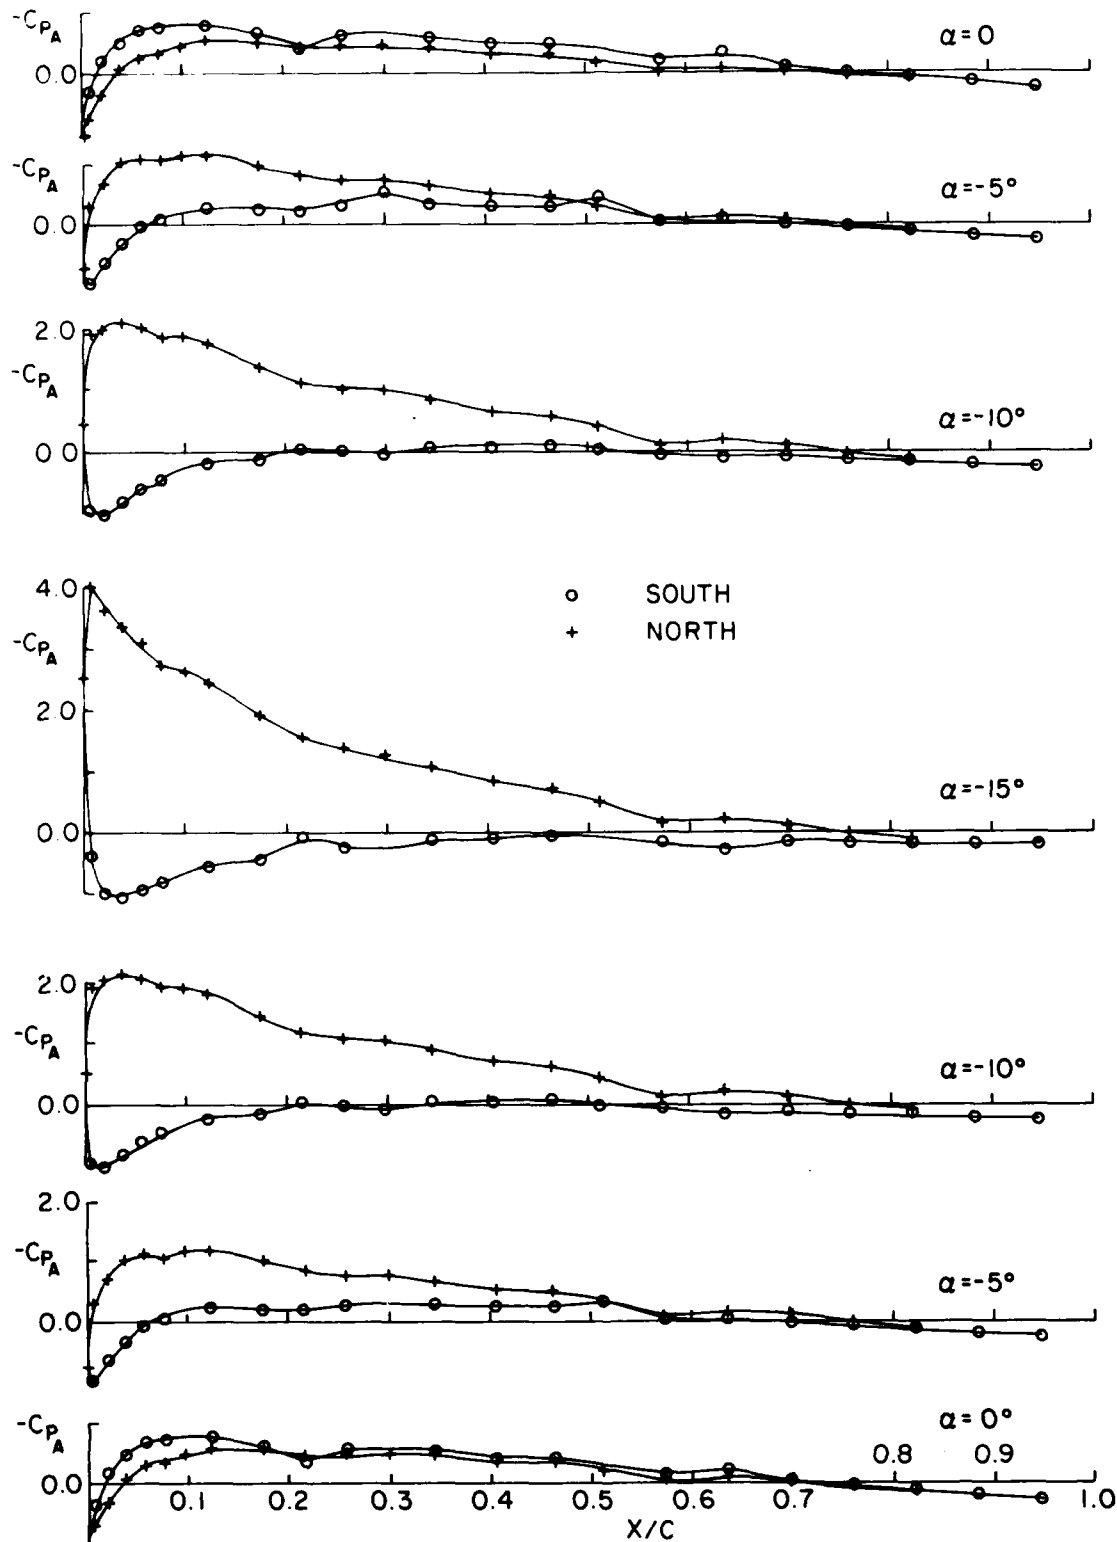 -CPA
0.0
α=0
-CPA
0.0
α=-5°
2.0
-CPA
0.0
α=-10°
4.0
-CPA
2.0
0.0
α=-15°
o SOUTH
+ NORTH
2.0
-CPA
0.0
α=-10°
2.0
-CPA
0.0
α=-5°
-CPA
0.0
α=0°
0.8 0.9
0.1 0.2 0.3 0.4 0.5 0.6 0.7 1.0
X/C